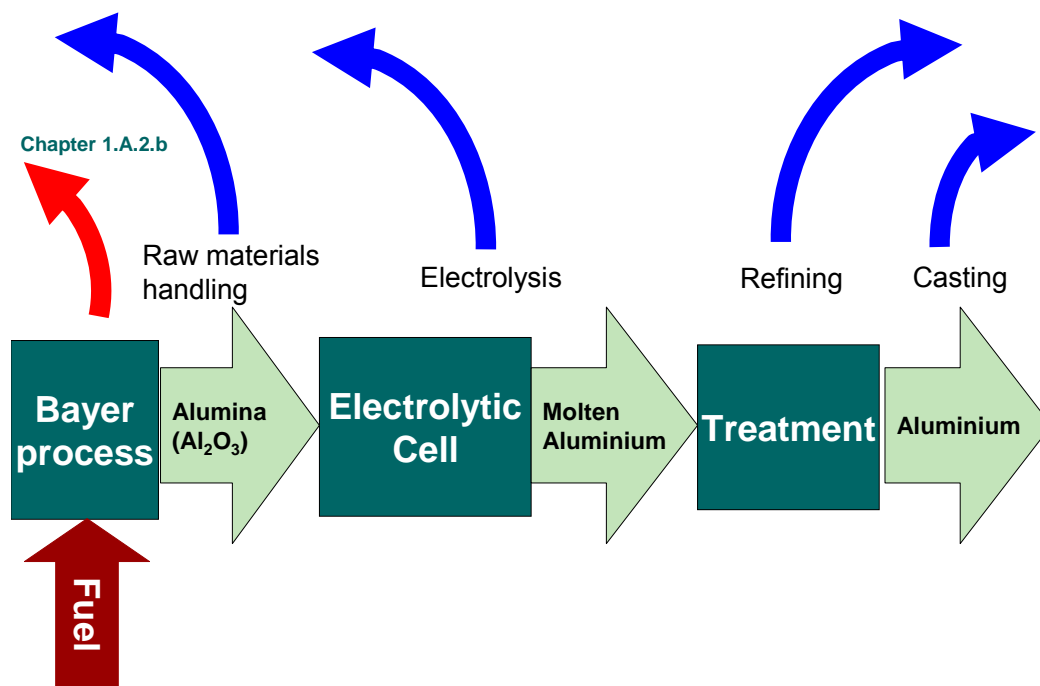 Chapter 1.A.2.b
Raw materials
handling
Electrolysis
Refining
Casting
Bayer
process
Alumina
(Al₂O₃)
Electrolytic
Cell
Molten
Aluminium
Treatment
Aluminium
Fuel